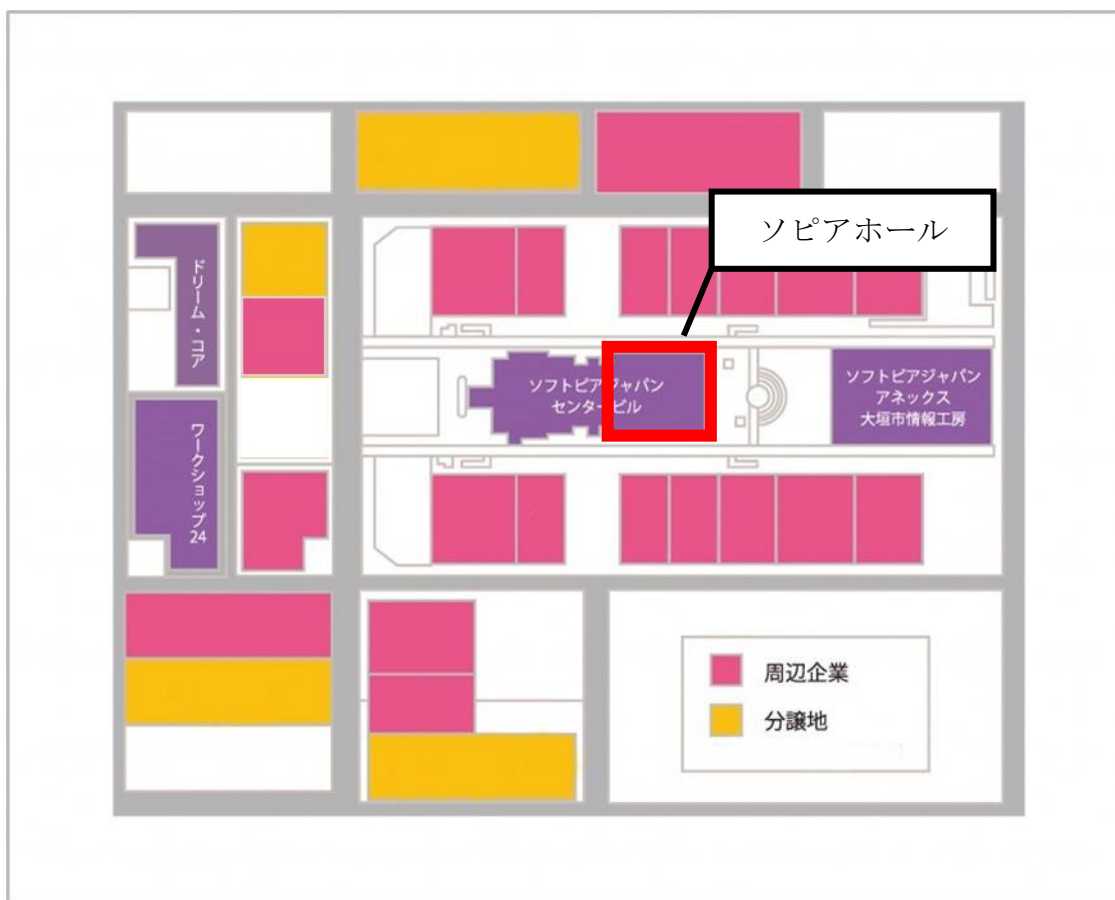 ソピアホール
ドリーム・コア
ソフトピアジャパン
センタービル
ソフトピアジャパン
アネックス
大垣市情報工房
ワークショップ24
周辺企業
分譲地